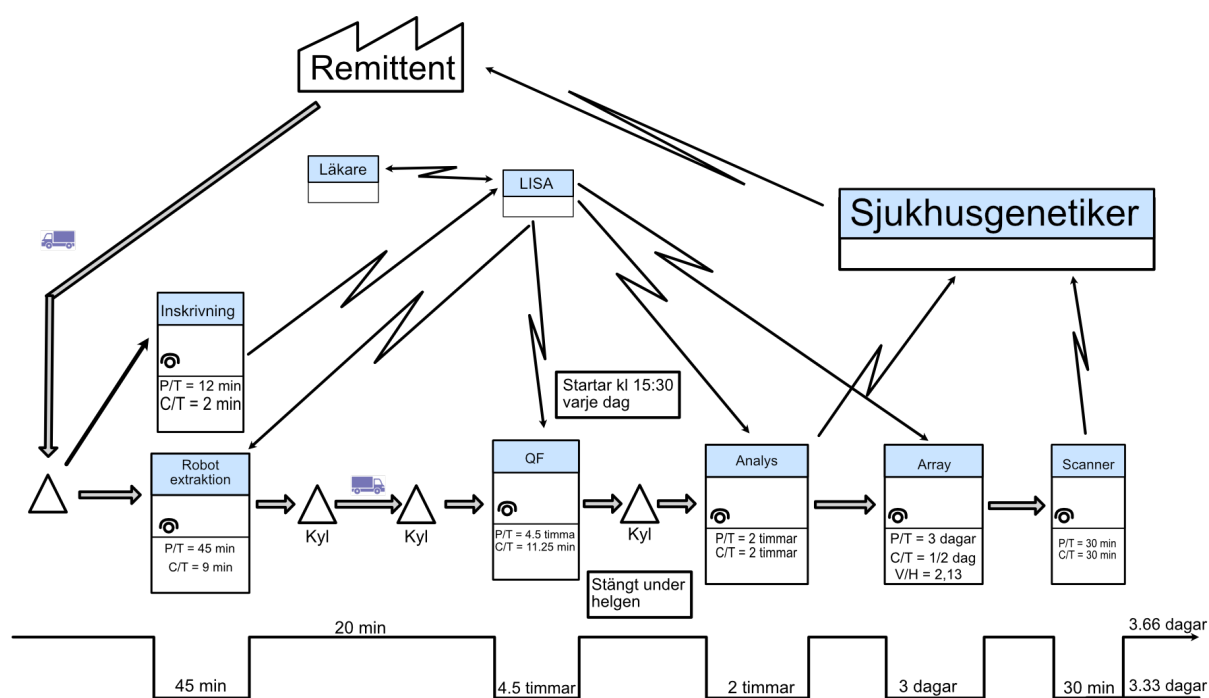 Remittent
Läkare
LISA
Sjukhusgenetiker
Inskrivning
P/T = 12 min
C/T = 2 min
Startar kl 15:30
varje dag
Robot
extraktion
P/T = 45 min
C/T = 9 min
Kyl
Kyl
QF
P/T = 4.5 timma
C/T = 11.25 min
Kyl
Analys
P/T = 2 timmar
C/T = 2 timmar
Array
P/T = 3 dagar
C/T = 1/2 dag
V/H = 2,13
Scanner
P/T = 30 min
C/T = 30 min
Stängt under
helgen
20 min
3.66 dagar
45 min
4.5 timmar
2 timmar
3 dagar
30 min
3.33 dagar